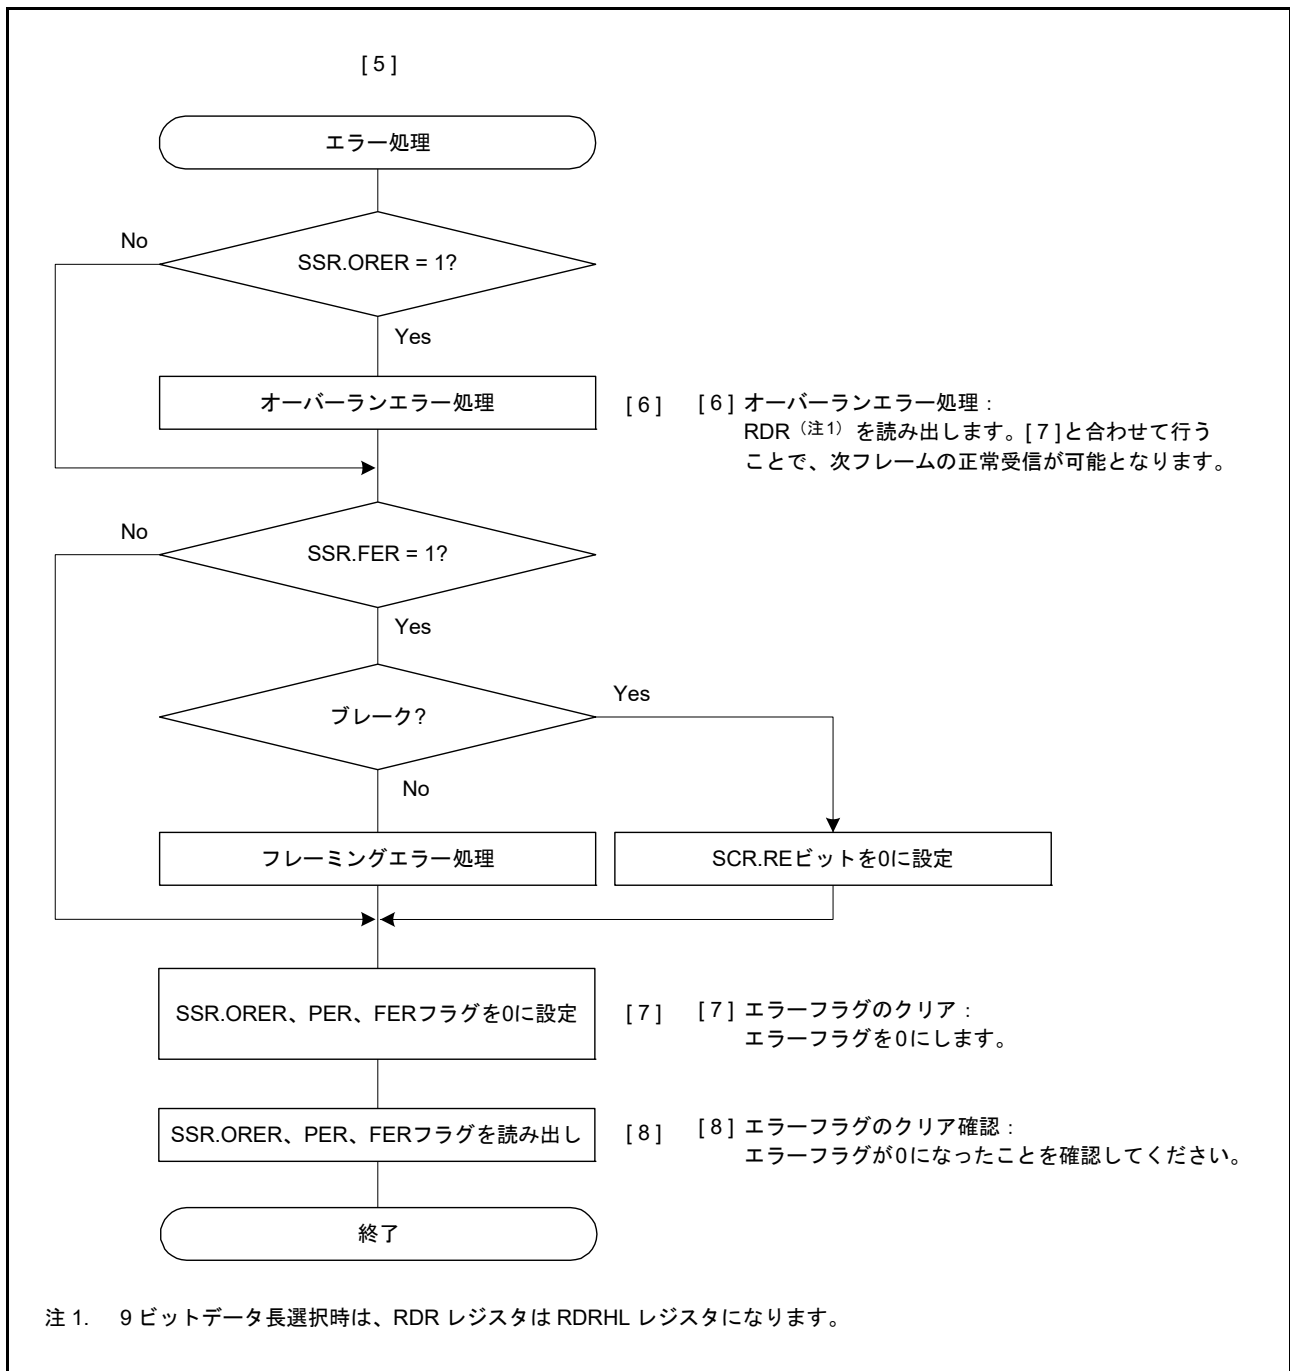 [ 5 ]
エラー処理
No
SSR.ORER = 1?
Yes
オーバーランエラー処理
[ 6 ]
[ 6 ] オーバーランエラー処理：
RDR（注1）を読み出します。[ 7 ]と合わせて行う
ことで、次フレームの正常受信が可能となります。
No
SSR.FER = 1?
Yes
ブレーク?
Yes
No
フレーミングエラー処理
SCR.REビットを0に設定
SSR.ORER、PER、FERフラグを0に設定
[ 7 ]
[ 7 ] エラーフラグのクリア：
エラーフラグを0にします。
SSR.ORER、PER、FERフラグを読み出し
[ 8 ]
[ 8 ] エラーフラグのクリア確認：
エラーフラグが0になったことを確認してください。
終了
注 1. 9 ビットデータ長選択時は、RDR レジスタは RDRHL レジスタになります。